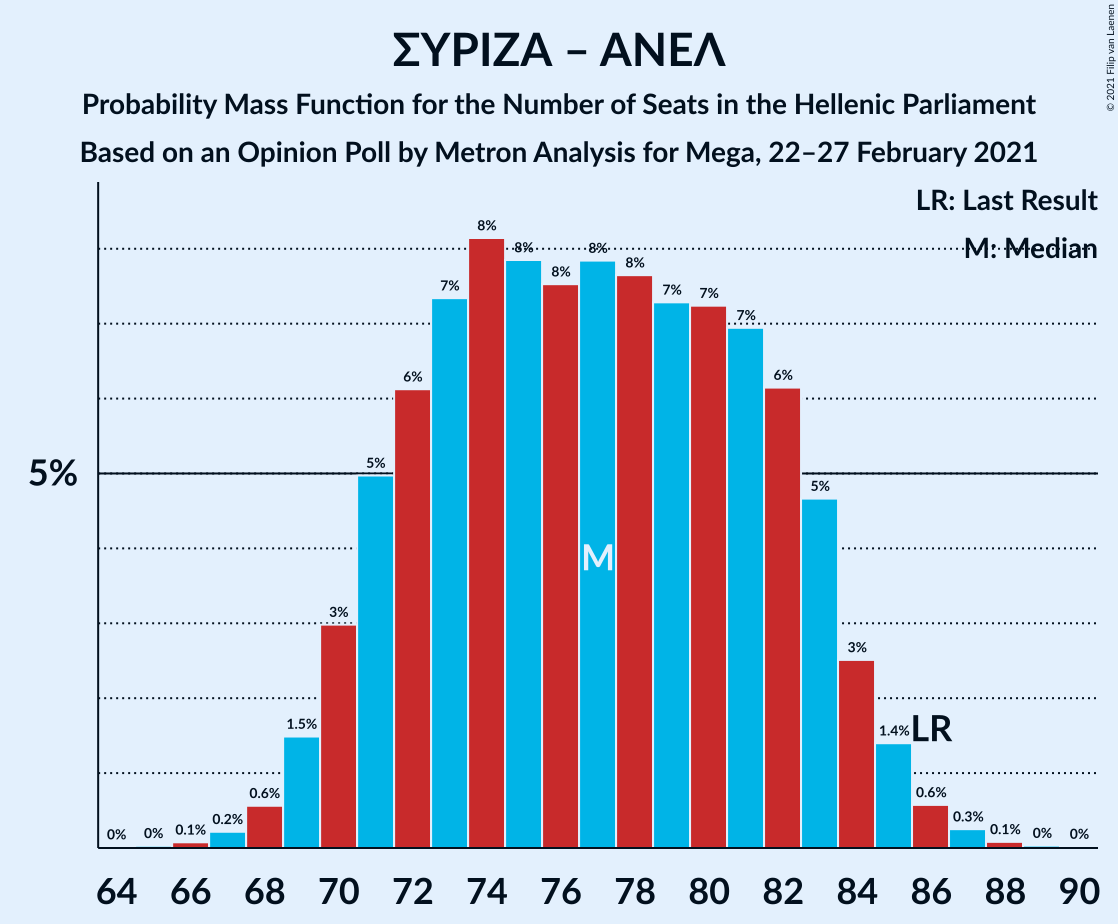 ΣΥΡΙΖΑ – ΑΝΕΛ
Probability Mass Function for the Number of Seats in the Hellenic Parliament
Based on an Opinion Poll by Metron Analysis for Mega, 22–27 February 2021
© 2021 Filip van Laenen
LR: Last Result
M: Median
5%
0% 0% 0.1% 0.2% 0.6% 1.5% 3% 5% 6% 7% 8% 8% 8% 8% 8% 7% 7% 7% 6% 5% 3% 1.4% 0.6% 0.3% 0.1% 0% 0%
M
LR
64 66 68 70 72 74 76 78 80 82 84 86 88 90